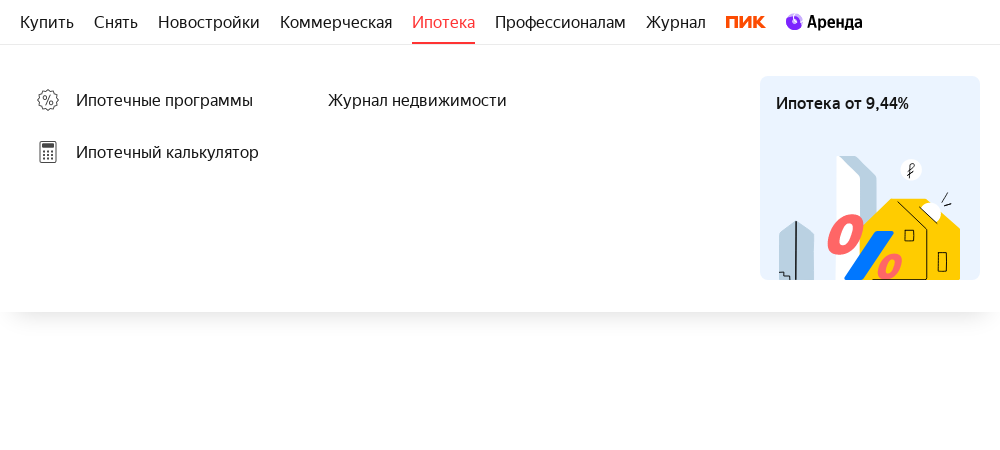 Купить Снять Новостройки Коммерческая Ипотека Профессионалам Журнал ПИК Аренда
Ипотечные программы
Ипотечный калькулятор
Журнал недвижимости
Ипотека от 9,44%